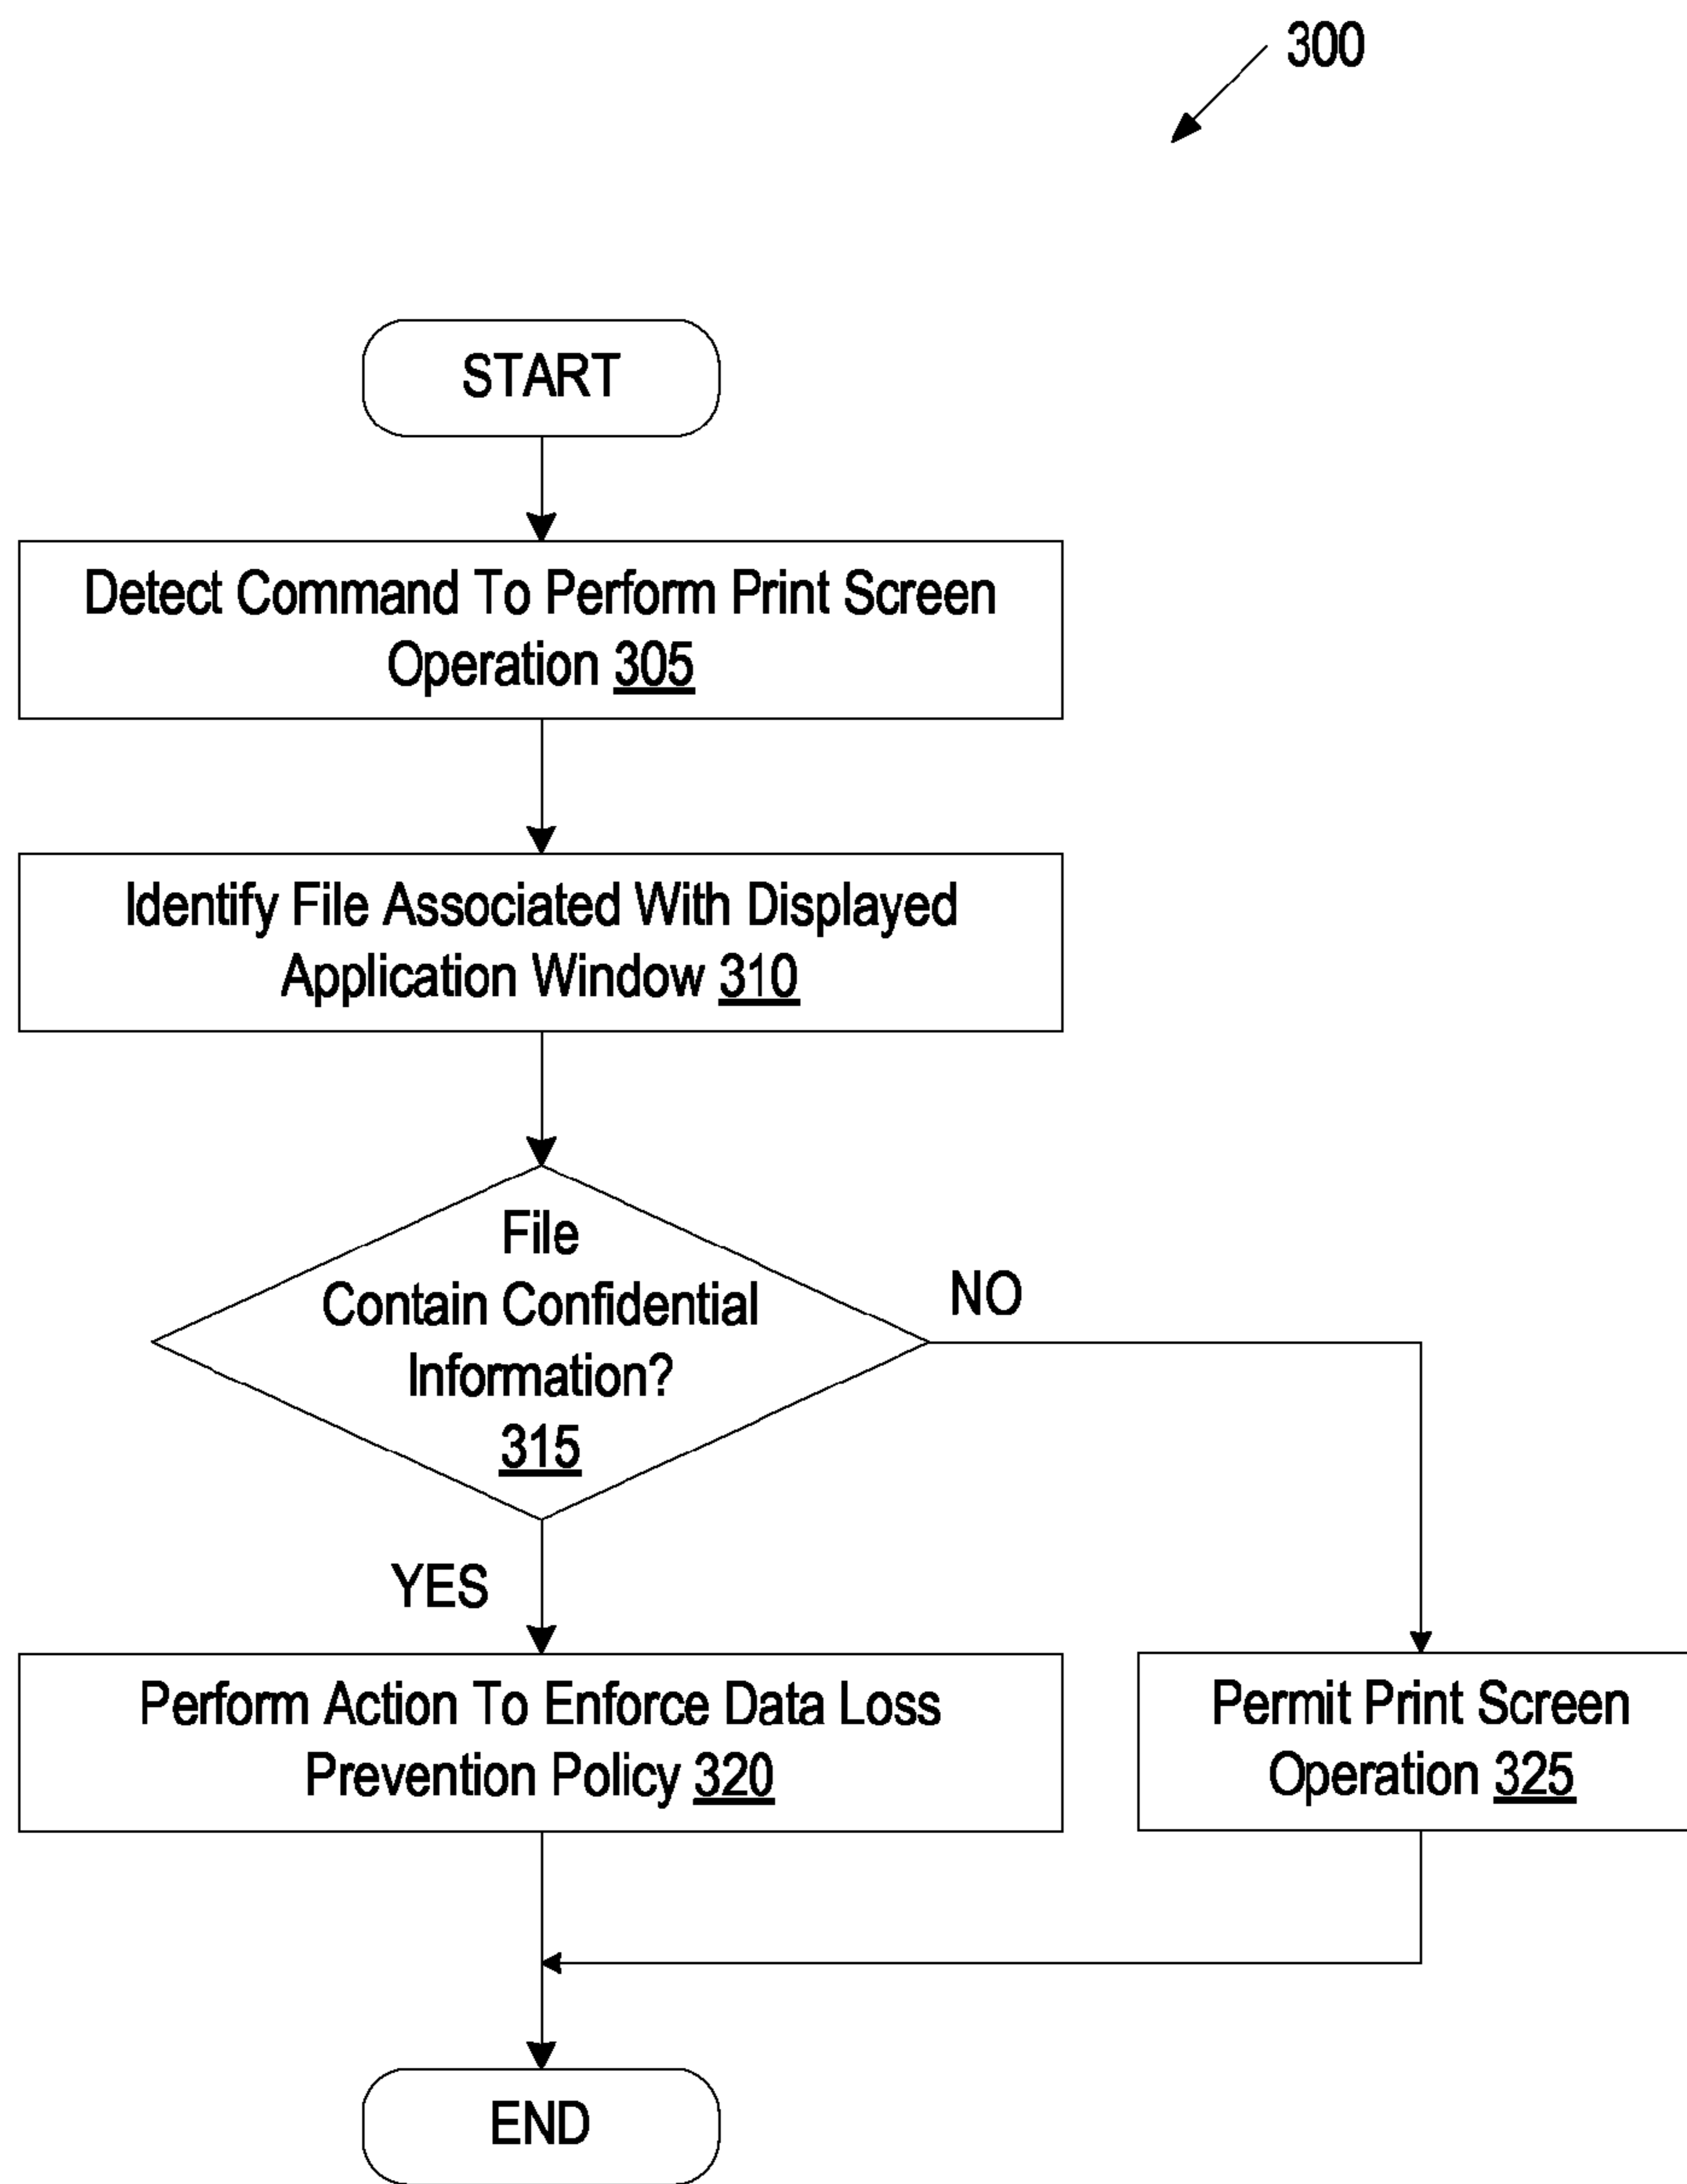 300
START
Detect Command To Perform Print Screen
Operation 305
Identify File Associated With Displayed
Application Window 310
File
Contain Confidential
Information?
315
NO
YES
Perform Action To Enforce Data Loss
Prevention Policy 320
Permit Print Screen
Operation 325
END